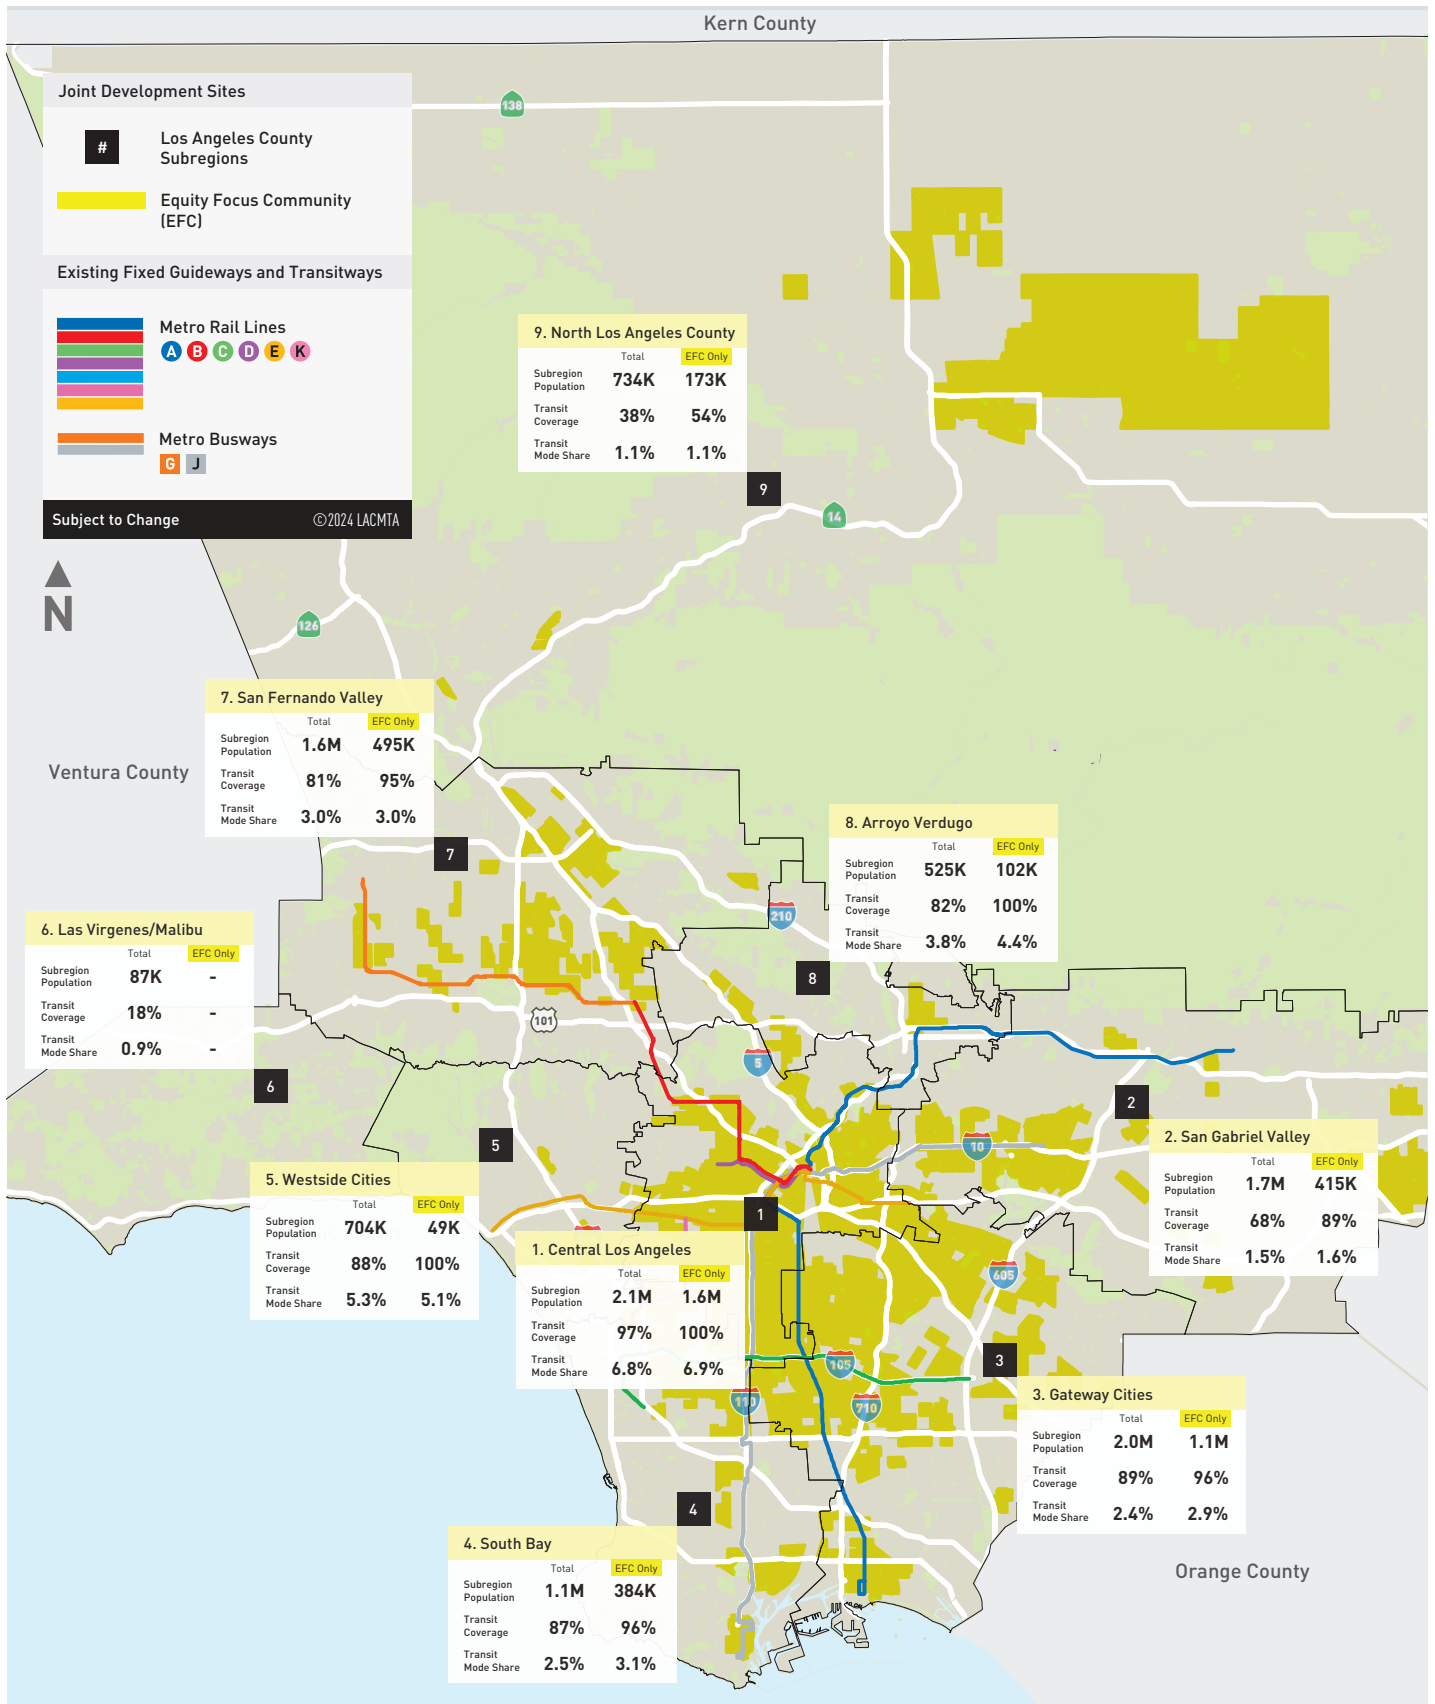 Kern County
Joint Development Sites
#
Los Angeles County
Subregions
Equity Focus Community
(EFC)
Existing Fixed Guideways and Transitways
Metro Rail Lines
A B C D E K
Metro Busways
G J
Subject to Change
©2024 LACMTA
N
138
14
126
9. North Los Angeles County
Total EFC Only
Subregion
Population 734K 173K
Transit
Coverage 38% 54%
Transit
Mode Share 1.1% 1.1%
9
7. San Fernando Valley
Total EFC Only
Subregion
Population 1.6M 495K
Transit
Coverage 81% 95%
Transit
Mode Share 3.0% 3.0%
Ventura County
7
8. Arroyo Verdugo
Total EFC Only
Subregion
Population 525K 102K
Transit
Coverage 82% 100%
Transit
Mode Share 3.8% 4.4%
210
8
6. Las Virgenes/Malibu
Total EFC Only
Subregion
Population 87K -
Transit
Coverage 18% -
Transit
Mode Share 0.9% -
101
5
6
2
5
10
2. San Gabriel Valley
Total EFC Only
Subregion
Population 1.7M 415K
Transit
Coverage 68% 89%
Transit
Mode Share 1.5% 1.6%
5. Westside Cities
Total EFC Only
Subregion
Population 704K 49K
Transit
Coverage 88% 100%
Transit
Mode Share 5.3% 5.1%
1
1. Central Los Angeles
Total EFC Only
Subregion
Population 2.1M 1.6M
Transit
Coverage 97% 100%
Transit
Mode Share 6.8% 6.9%
605
105
3
110
710
3. Gateway Cities
Total EFC Only
Subregion
Population 2.0M 1.1M
Transit
Coverage 89% 96%
Transit
Mode Share 2.4% 2.9%
4
4. South Bay
Total EFC Only
Subregion
Population 1.1M 384K
Transit
Coverage 87% 96%
Transit
Mode Share 2.5% 3.1%
Orange County